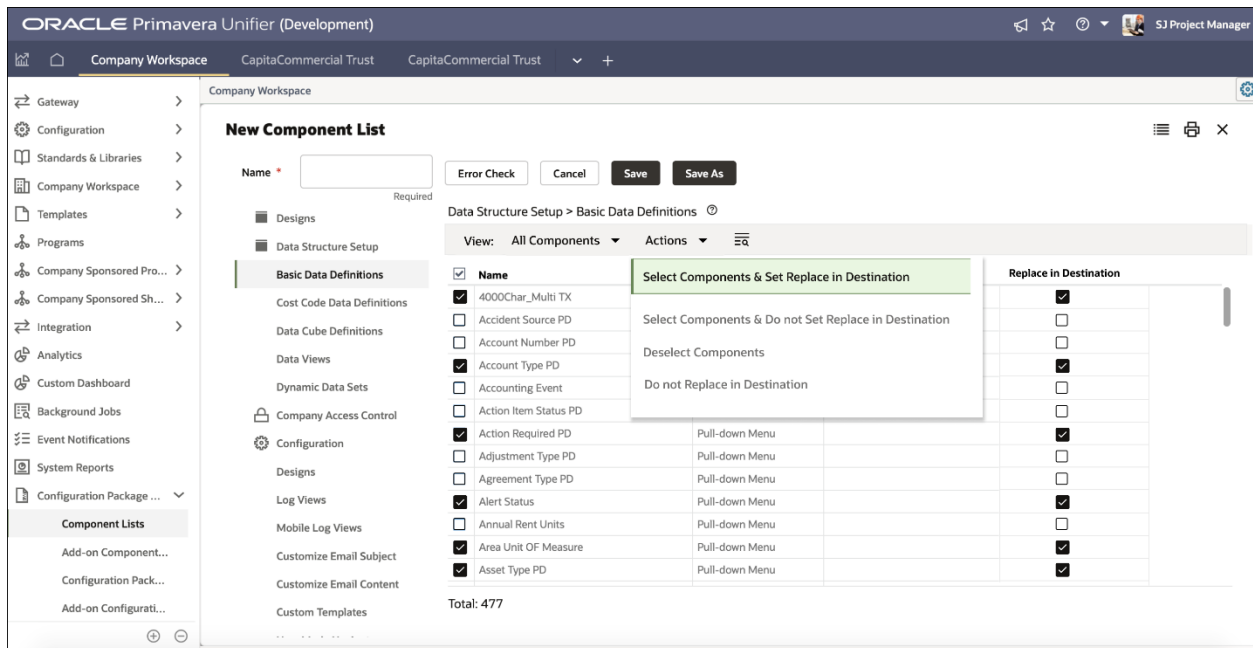 ORACLE Primavera Unifier (Development)
SJ Project Manager
Company Workspace
CapitaCommercial Trust
CapitaCommercial Trust
Gateway
Configuration
Standards & Libraries
Company Workspace
Templates
Programs
Company Sponsored Pro...
Company Sponsored Sh...
Integration
Analytics
Custom Dashboard
Background Jobs
Event Notifications
System Reports
Configuration Package ...
Component Lists
Add-on Component...
Configuration Pack...
Add-on Configurati...
Company Workspace
New Component List
Name *
Required
Error Check
Cancel
Save
Save As
Designs
Data Structure Setup
Basic Data Definitions
Cost Code Data Definitions
Data Cube Definitions
Data Views
Dynamic Data Sets
Company Access Control
Configuration
Designs
Log Views
Mobile Log Views
Customize Email Subject
Customize Email Content
Custom Templates
Data Structure Setup > Basic Data Definitions
View: All Components
Actions
Select Components & Set Replace in Destination
Select Components & Do not Set Replace in Destination
Deselect Components
Do not Replace in Destination
Name
Replace in Destination
4000Char_Multi TX
Accident Source PD
Account Number PD
Account Type PD
Accounting Event
Action Item Status PD
Action Required PD Pull-down Menu
Adjustment Type PD Pull-down Menu
Agreement Type PD Pull-down Menu
Alert Status Pull-down Menu
Annual Rent Units Pull-down Menu
Area Unit OF Measure Pull-down Menu
Asset Type PD Pull-down Menu
Total: 477